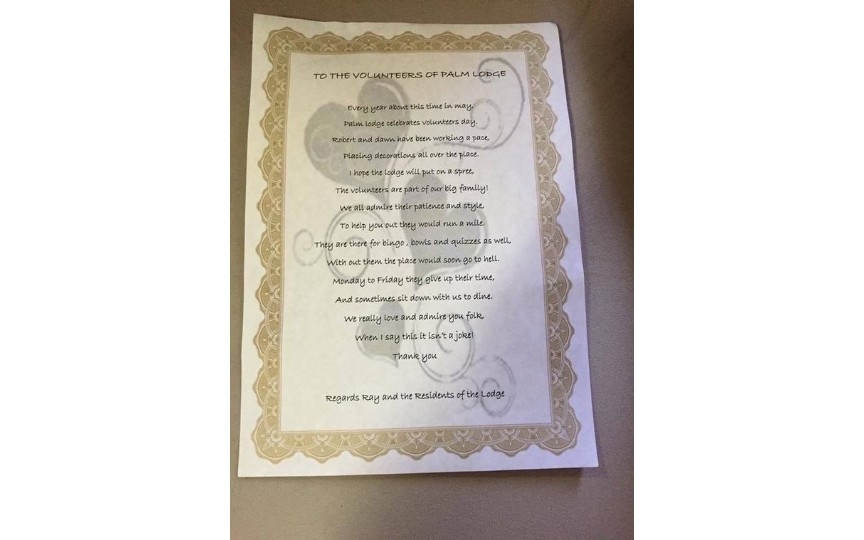 TO THE VOLUNTEERS OF PALM LODGE
Every year about this time in may,
Palm lodge celebrates volunteers day.
Robert and dawn have been working a pace,
Placing decorations all over the place.
I hope the lodge will put on a spree,
The volunteers are part of our big family!
We all admire their patience and style,
To help you out they would run a mile.
They are there for bingo , bowls and quizzes as well,
With out them the place would soon go to hell.
Monday to Friday they give up their time,
And sometimes sit down with us to dine.
We really love and admire you folk,
When I say this it isn't a joke!
Thank you
Regards Ray and the Residents of the Lodge